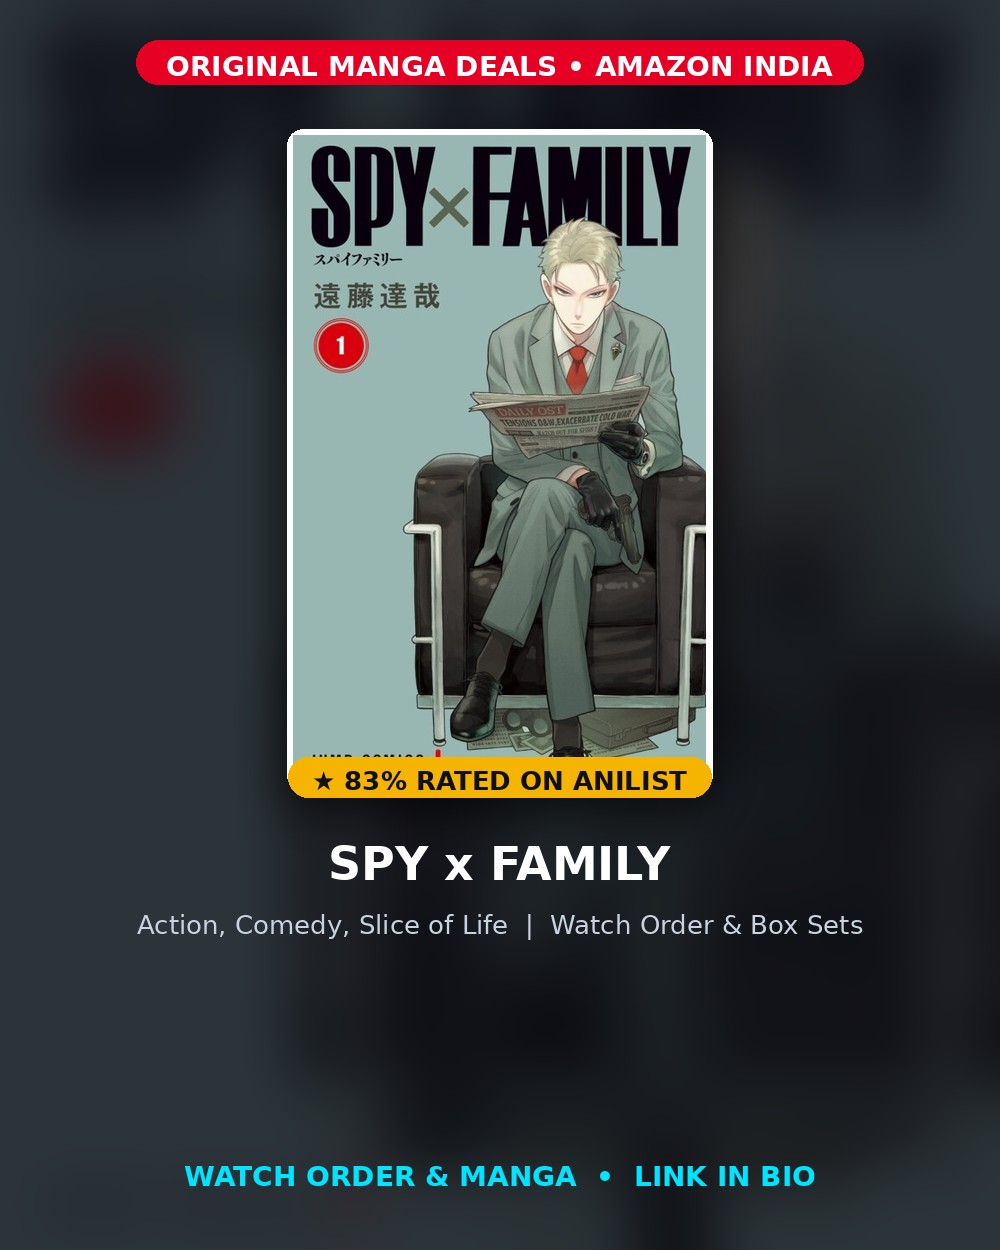 ORIGINAL MANGA DEALS • AMAZON INDIA
SPY×FAMILY
スパイファミリー
遠藤達哉
1
DAILY OST
TENSIONS O&W, EXACERBATE COLD WAR!
JUMP COMICS
★ 83% RATED ON ANILIST
SPY x FAMILY
Action, Comedy, Slice of Life | Watch Order & Box Sets
WATCH ORDER & MANGA • LINK IN BIO